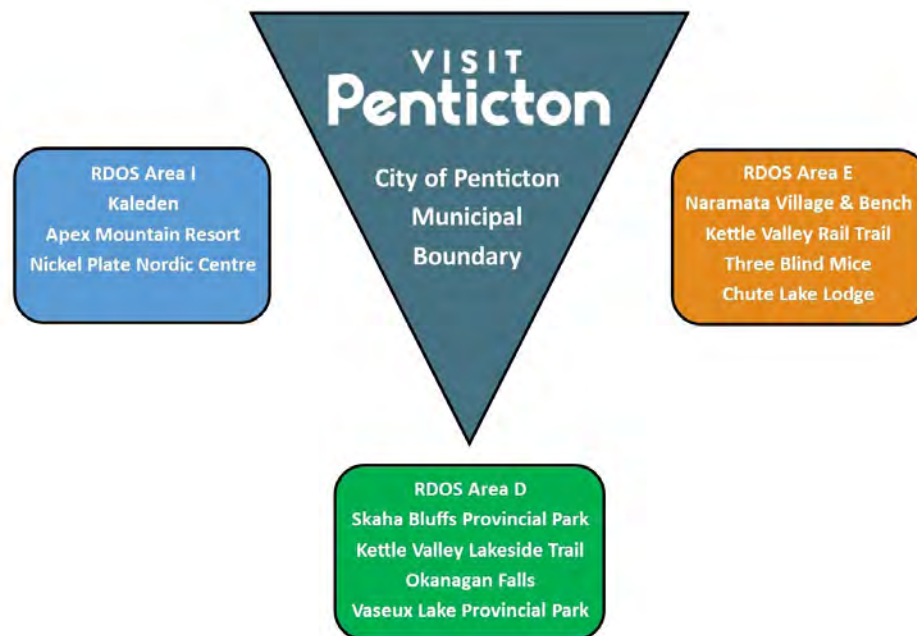 VISIT
Penticton
City of Penticton
Municipal
Boundary
RDOS Area I
Kaleden
Apex Mountain Resort
Nickel Plate Nordic Centre
RDOS Area E
Naramata Village & Bench
Kettle Valley Rail Trail
Three Blind Mice
Chute Lake Lodge
RDOS Area D
Skaha Bluffs Provincial Park
Kettle Valley Lakeside Trail
Okanagan Falls
Vaseux Lake Provincial Park